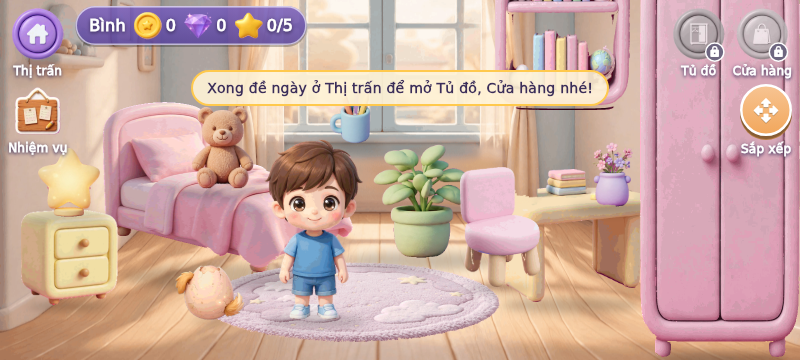 Bình 0 0 0/5
Thị trấn
Tủ đồ
Cửa hàng
Xong đề ngày ở Thị trấn để mở Tủ đồ, Cửa hàng nhé!
Nhiệm vụ
Sắp xếp